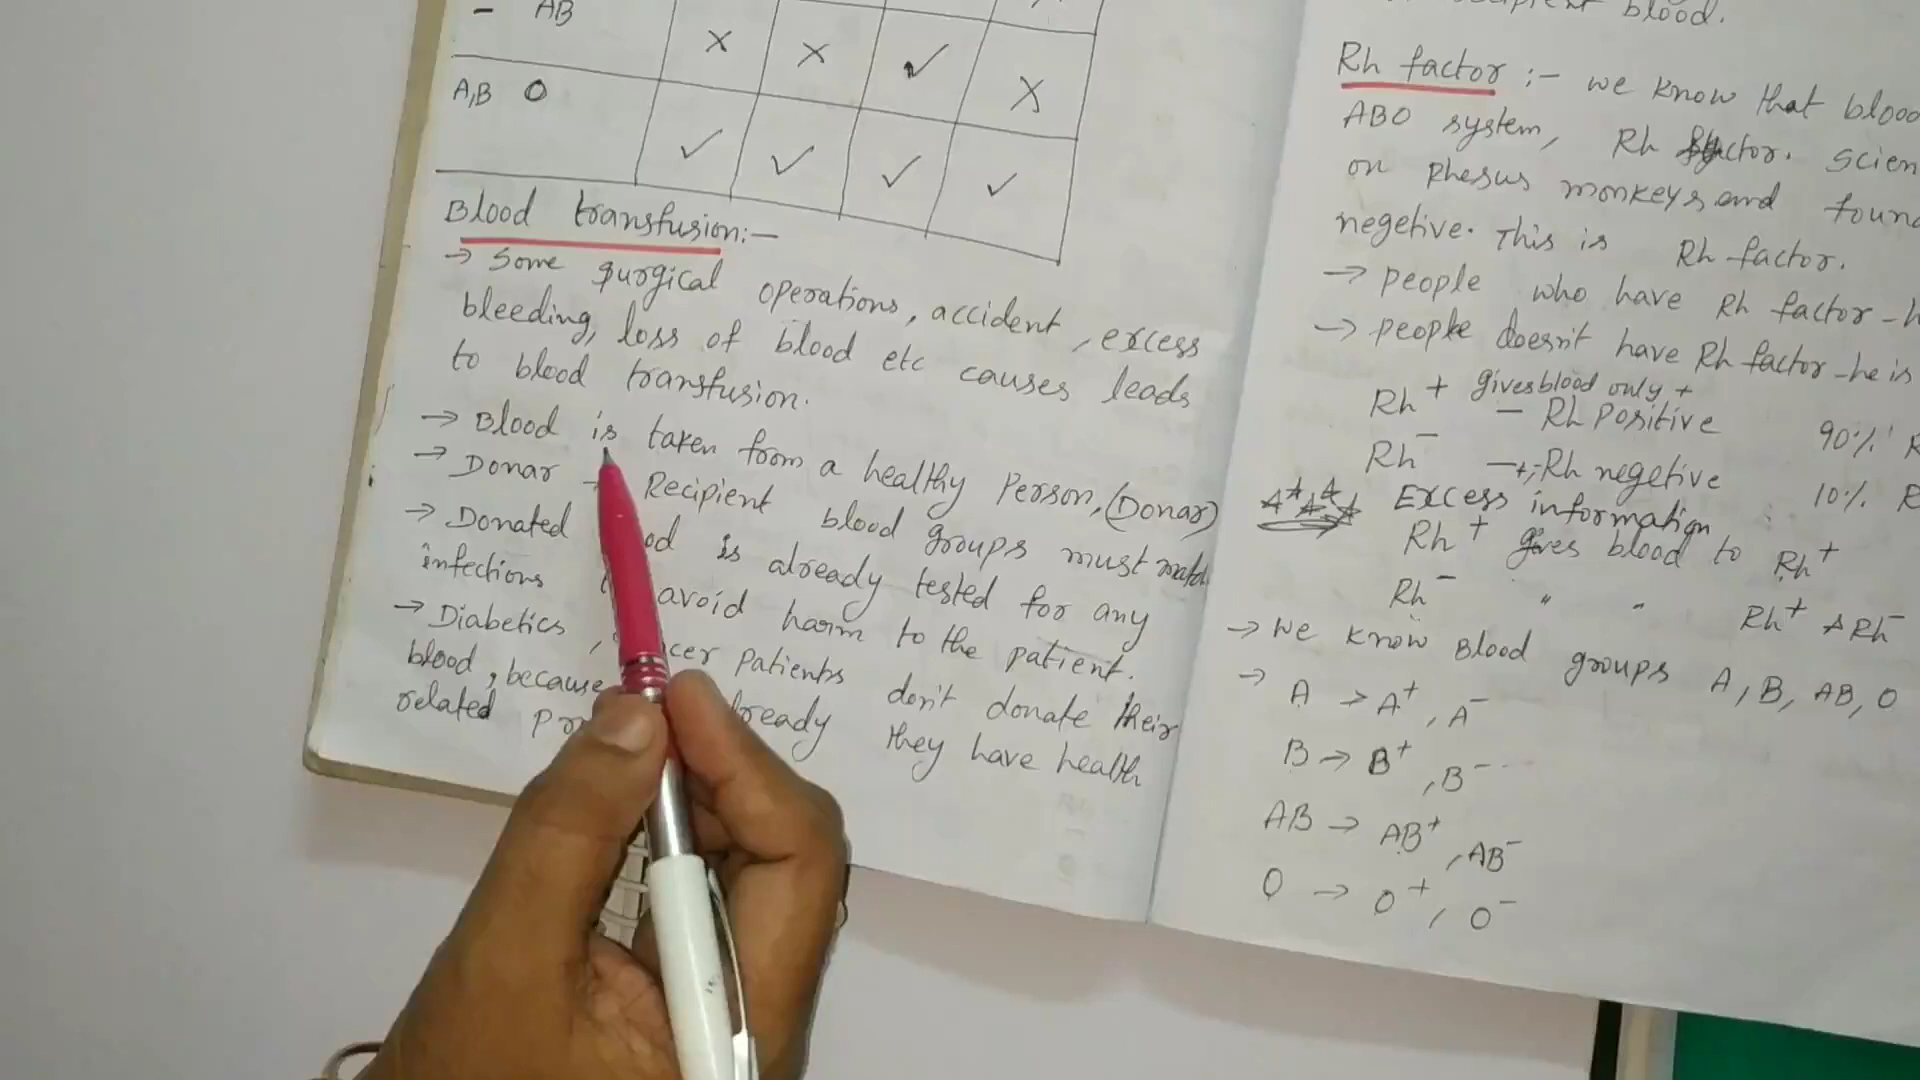 - AB
x x ✓ x
A,B O
✓ ✓ ✓ ✓
Blood transfusion:-
→ Some surgical operations, accident, excess
bleeding, loss of blood etc causes leads
to blood transfusion.
→ Blood is taken from a healthy Person, (Donar)
→ Donar → Recipient blood groups must match
→ Donated is already tested for any
infections avoid harm to the patient.
→ Diabetics, patients don't donate their
blood, because already they have health
related
blood.
Rh factor :- we know that blood
ABO system, Rh factor. Scien
on Rhesus monkeys and foun
negetive. This is Rh factor.
→ people who have Rh factor - h
→ people doesn't have Rh factor - he is
Rh+ gives blood only +
- Rh positive 90%
Rh- - Rh negetive 10% R
Excess information
Rh+ gives blood to Rh+
Rh- " " Rh+ & Rh-
→ We know Blood groups A, B, AB, O
→ A → A+, A-
B → B+, B-
AB → AB+, AB-
O → O+, O-